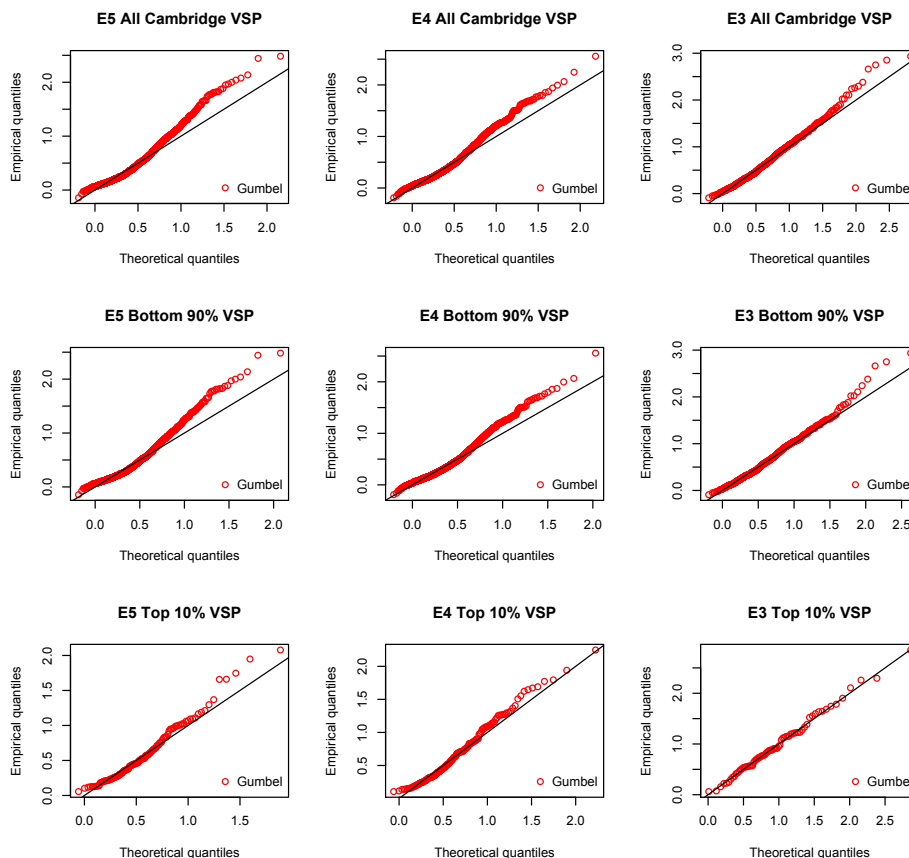 E5 All Cambridge VSP
E4 All Cambridge VSP
E3 All Cambridge VSP
Empirical quantiles
0.0 1.0 2.0
Gumbel
0.0 0.5 1.0 1.5 2.0
Theoretical quantiles
Empirical quantiles
0.0 1.0 2.0
Gumbel
0.0 0.5 1.0 1.5 2.0
Theoretical quantiles
Empirical quantiles
0.0 1.0 2.0 3.0
Gumbel
0.0 0.5 1.0 1.5 2.0 2.5
Theoretical quantiles
E5 Bottom 90% VSP
E4 Bottom 90% VSP
E3 Bottom 90% VSP
Empirical quantiles
0.0 1.0 2.0
Gumbel
0.0 0.5 1.0 1.5 2.0
Theoretical quantiles
Empirical quantiles
0.0 1.0 2.0
Gumbel
0.0 0.5 1.0 1.5 2.0
Theoretical quantiles
Empirical quantiles
0.0 1.0 2.0 3.0
Gumbel
0.0 0.5 1.0 1.5 2.0 2.5
Theoretical quantiles
E5 Top 10% VSP
E4 Top 10% VSP
E3 Top 10% VSP
Empirical quantiles
0.0 0.5 1.0 1.5 2.0
Gumbel
0.0 0.5 1.0 1.5
Theoretical quantiles
Empirical quantiles
0.5 1.0 1.5 2.0
Gumbel
0.0 0.5 1.0 1.5 2.0
Theoretical quantiles
Empirical quantiles
0.0 1.0 2.0
Gumbel
0.0 0.5 1.0 1.5 2.0 2.5
Theoretical quantiles